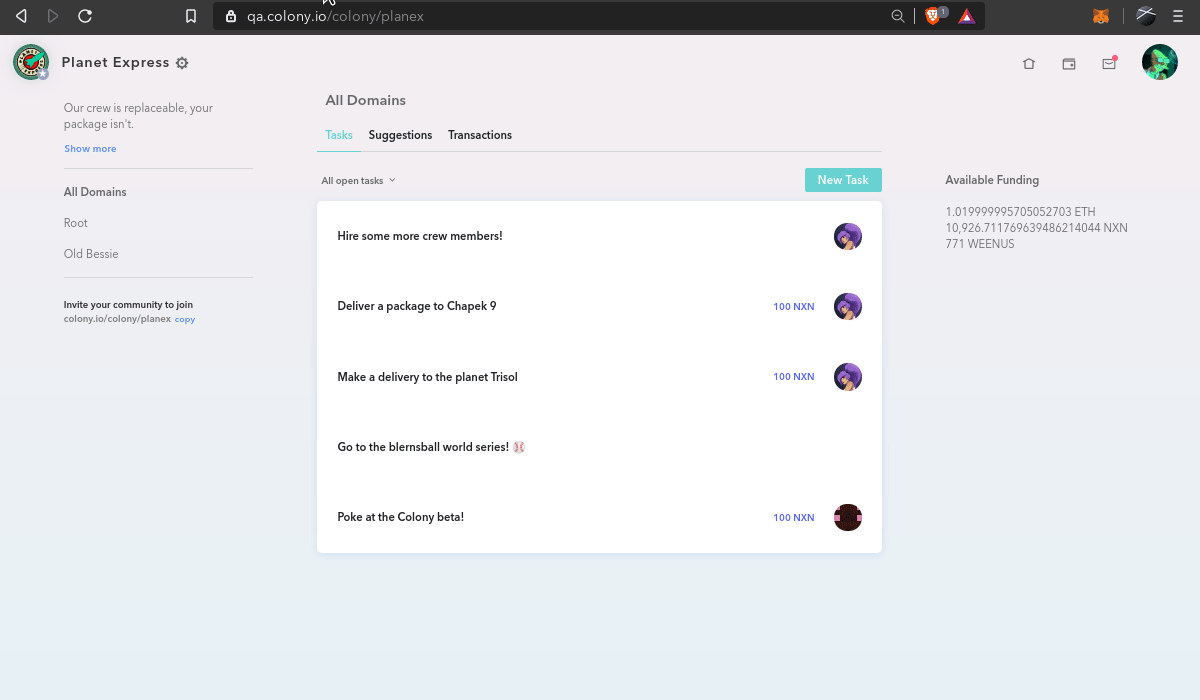 qa.colony.io/colony/planex
1
Planet Express
Our crew is replaceable, your
package isn't.
Show more
All Domains
Root
Old Bessie
Invite your community to join
colony.io/colony/planex copy
All Domains
Tasks Suggestions Transactions
All open tasks
New Task
Hire some more crew members!
Deliver a package to Chapek 9
100 NXN
Make a delivery to the planet Trisol
100 NXN
Go to the blernsball world series! ⚾
Poke at the Colony beta!
100 NXN
Available Funding
1.019999995705052703 ETH
10,926.711769639486214044 NXN
771 WEENUS